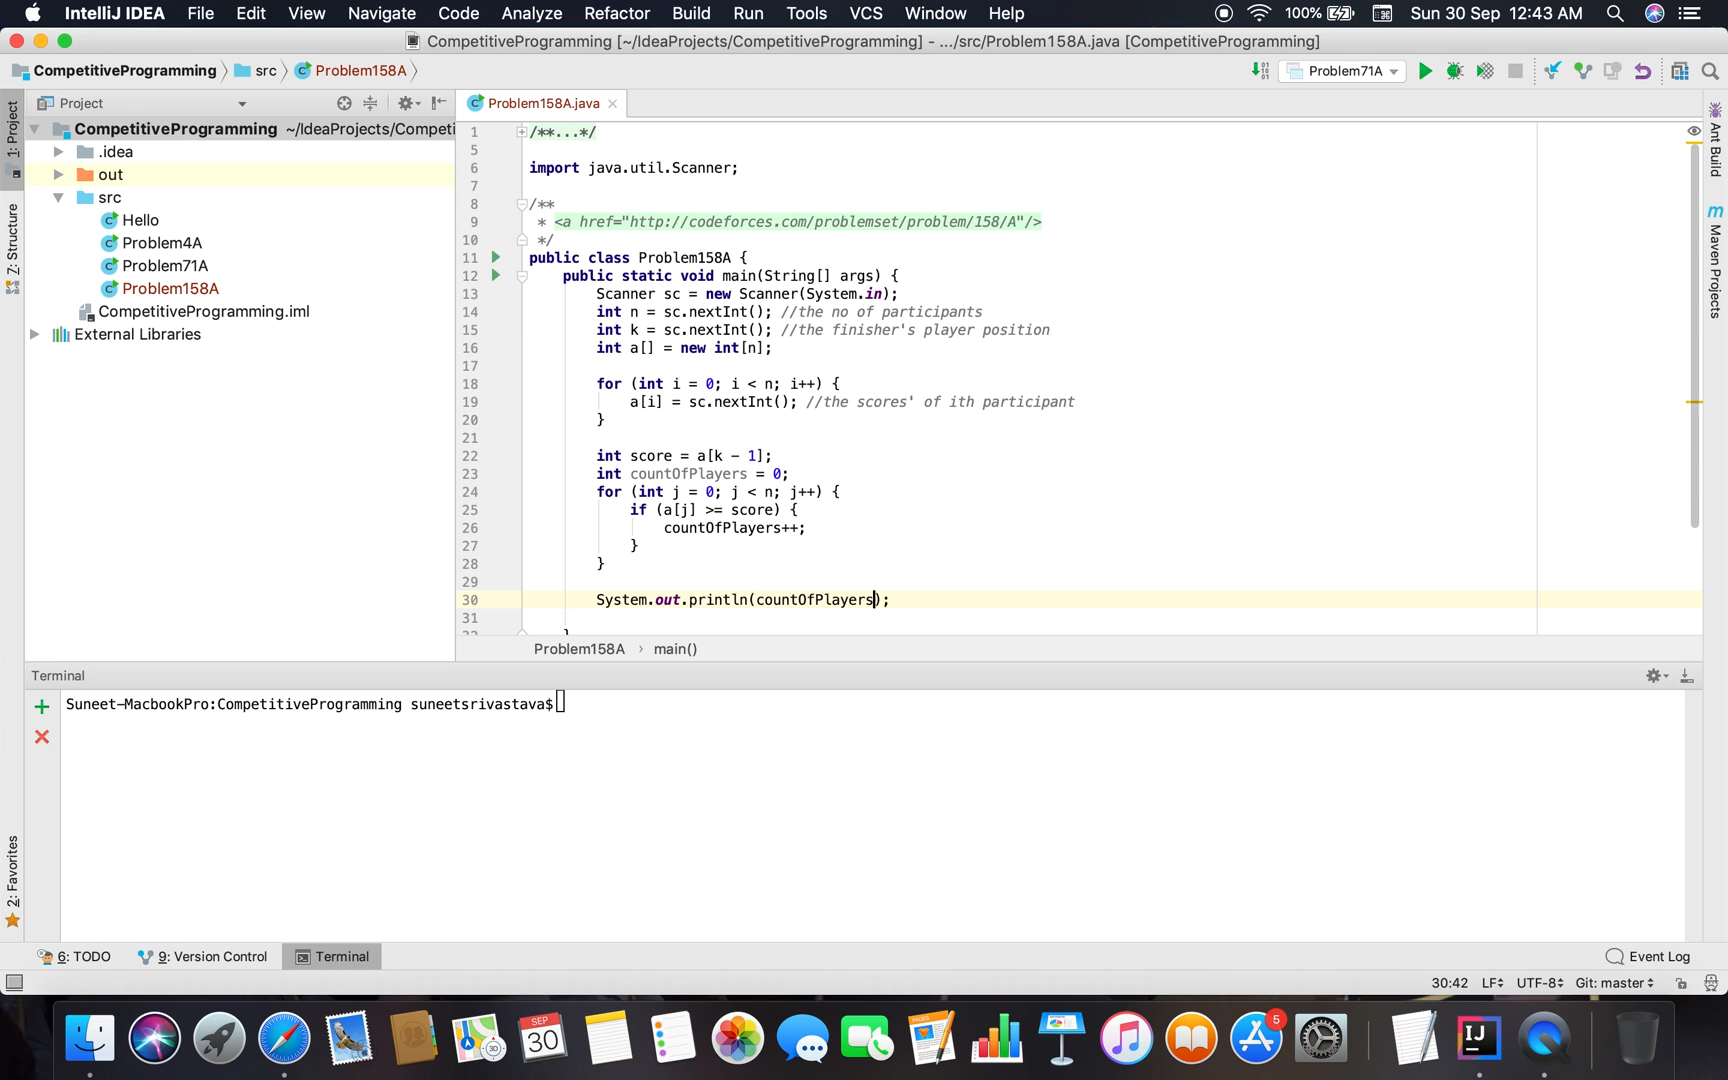 IntelliJ IDEA File Edit View Navigate Code Analyze Refactor Build Run Tools VCS Window Help 100% Sun 30 Sep 12:43 AM
CompetitiveProgramming [~/IdeaProjects/CompetitiveProgramming] - .../src/Problem158A.java [CompetitiveProgramming]
CompetitiveProgramming src Problem158A Problem71A
Project
Problem158A.java
1: Project
Z: Structure
2: Favorites
CompetitiveProgramming ~/IdeaProjects/Competi
.idea
out
src
Hello
Problem4A
Problem71A
Problem158A
CompetitiveProgramming.iml
External Libraries
1 /**...*/
5
6 import java.util.Scanner;
7
8 /**
9 * <a href="http://codeforces.com/problemset/problem/158/A"/>
10 */
11 public class Problem158A {
12 public static void main(String[] args) {
13 Scanner sc = new Scanner(System.in);
14 int n = sc.nextInt(); //the no of participants
15 int k = sc.nextInt(); //the finisher's player position
16 int a[] = new int[n];
17
18 for (int i = 0; i < n; i++) {
19 a[i] = sc.nextInt(); //the scores' of ith participant
20 }
21
22 int score = a[k - 1];
23 int countOfPlayers = 0;
24 for (int j = 0; j < n; j++) {
25 if (a[j] >= score) {
26 countOfPlayers++;
27 }
28 }
29
30 System.out.println(countOfPlayers);
31
32 }
Problem158A › main()
Ant Build
m Maven Projects
Terminal
Suneet-MacbookPro:CompetitiveProgramming suneetsrivastava$
6: TODO 9: Version Control Terminal Event Log
30:42 LF UTF-8 Git: master
SEP
30
3D
5
IJ